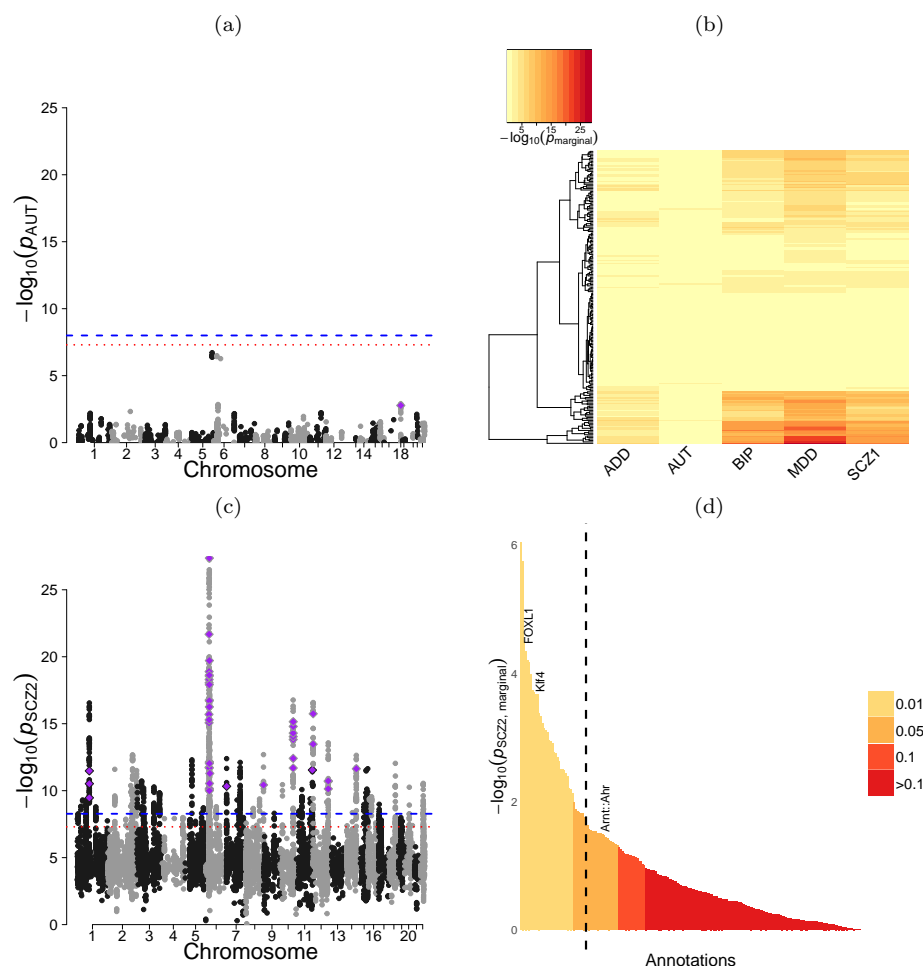 (a)
25
20
15
10
5
0
−log10(pAUT)
1 2 3 4 5 6 8 10 12 14 16 18
Chromosome
(b)
5 15 25
−log10(pmarginal)
ADD AUT BIP MDD SCZ1
(c)
25
20
15
10
5
0
−log10(pSCZ2)
1 2 3 4 5 7 9 11 13 16 20
Chromosome
(d)
6
4
2
0
−log10(pSCZ2, marginal)
FOXL1
Klf4
Arnt::Ahr
Annotations
0.01
0.05
0.1
>0.1